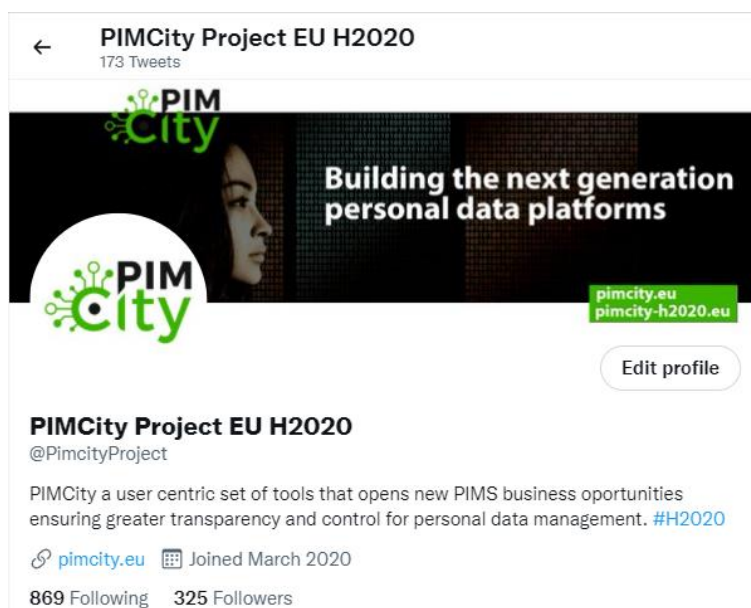 PIMCity Project EU H2020
173 Tweets
PIM
City
Building the next generation
personal data platforms
PIM
City
pimcity.eu
pimcity-h2020.eu
Edit profile
PIMCity Project EU H2020
@PimcityProject
PIMCity a user centric set of tools that opens new PIMS business oportunities
ensuring greater transparency and control for personal data management. #H2020
pimcity.eu Joined March 2020
869 Following 325 Followers